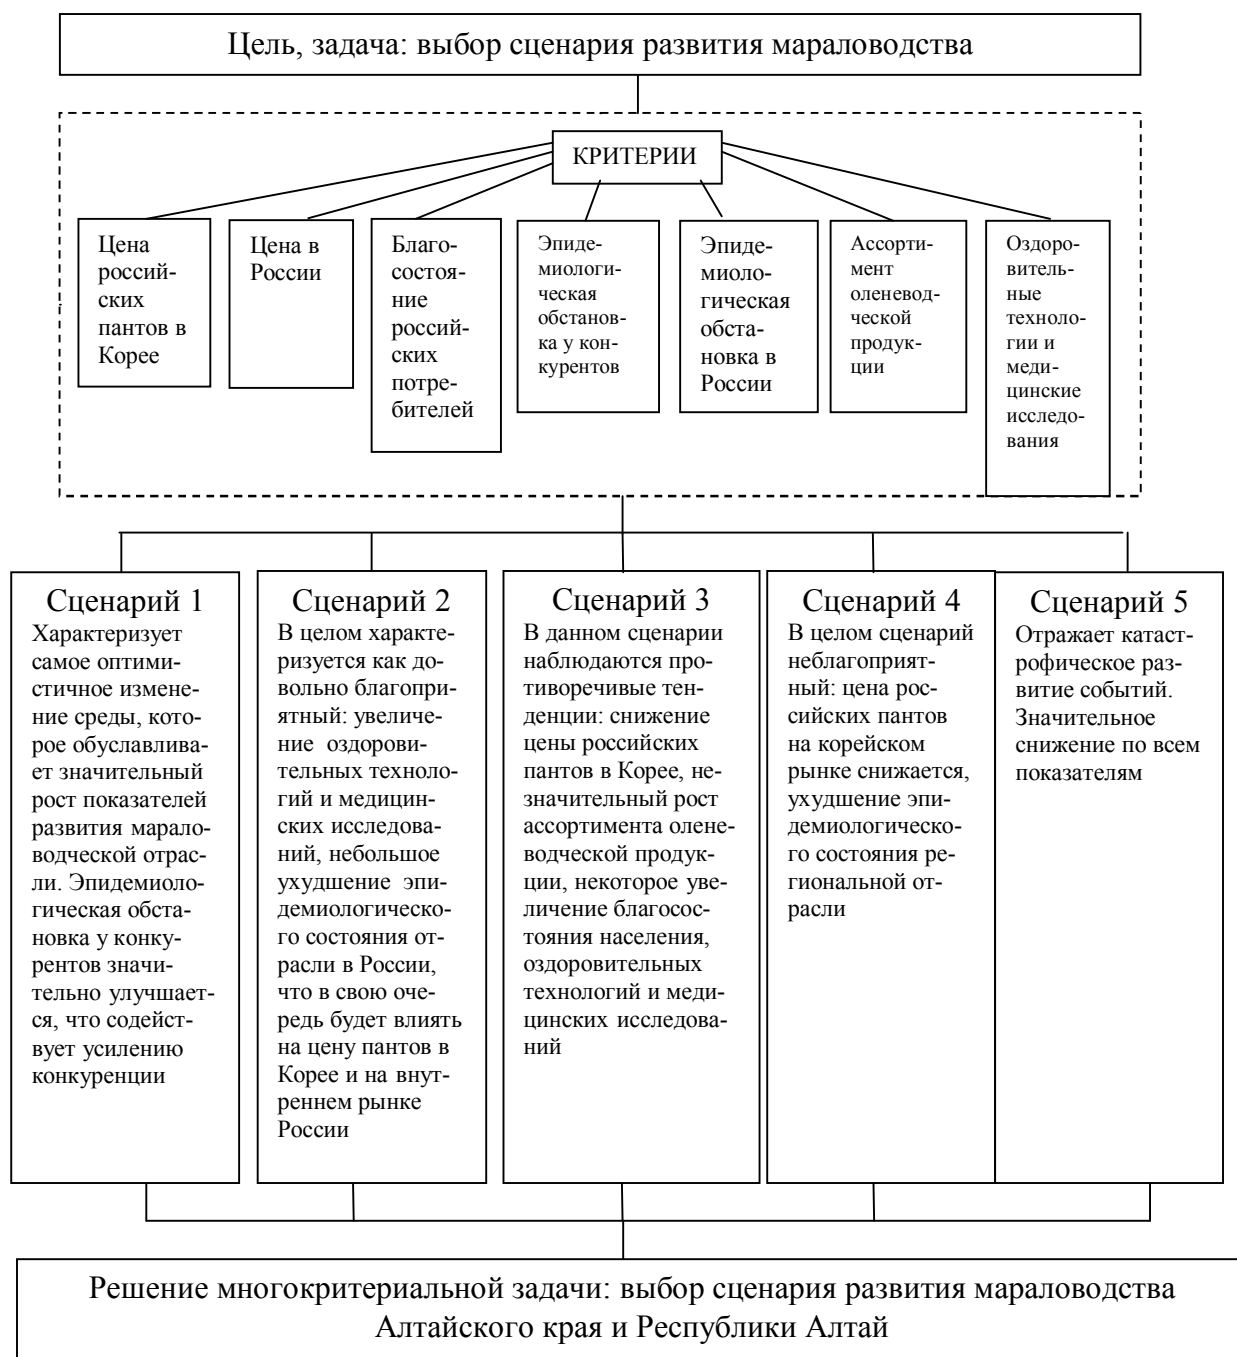 Цель, задача: выбор сценария развития мараловодства
КРИТЕРИИ
Цена
россий-
ских
пантов в
Корее
Цена в
России
Благо-
состоя-
ние
россий-
ских
потре-
бителей
Эпиде-
миологи-
ческая
обстанов-
ка у кон-
курентов
Эпиде-
миоло-
гическая
обста-
новка в
России
Ассорти-
мент
оленевод-
ческой
продук-
ции
Оздоро-
витель-
ные
техноло-
гии и
меди-
цинские
исследо-
вания
Сценарий 1
Характеризует
самое оптими-
стичное измене-
ние среды, кото-
рое обуславлива-
ет значительный
рост показателей
развития марало-
водческой отрас-
ли. Эпидемиоло-
гическая обста-
новка у конку-
рентов значи-
тельно улучшает-
ся, что содейст-
вует усилению
конкуренции
Сценарий 2
В целом характе-
ризуется как до-
вольно благопри-
ятный: увеличе-
ние оздорови-
тельных техноло-
гий и медицин-
ских исследова-
ний, небольшое
ухудшение эпи-
демиологическо-
го состояния от-
расли в России,
что в свою оче-
редь будет влиять
на цену пантов в
Корее и на внут-
реннем рынке
России
Сценарий 3
В данном сценарии
наблюдаются про-
тиворечивые тен-
денции: снижение
цены российских
пантов в Корее, не-
значительный рост
ассортимента олене-
водческой продук-
ции, некоторое уве-
личение благосос-
тояния населения,
оздоровительных
технологий и меди-
цинских исследова-
ний
Сценарий 4
В целом сценарий
неблагоприят-
ный: цена рос-
сийских пантов
на корейском
рынке снижается,
ухудшение эпи-
демиологическо-
го состояния ре-
гиональной от-
расли
Сценарий 5
Отражает катаст-
рофическое раз-
витие событий.
Значительное
снижение по всем
показателям
Решение многокритериальной задачи: выбор сценария развития мараловодства
Алтайского края и Республики Алтай